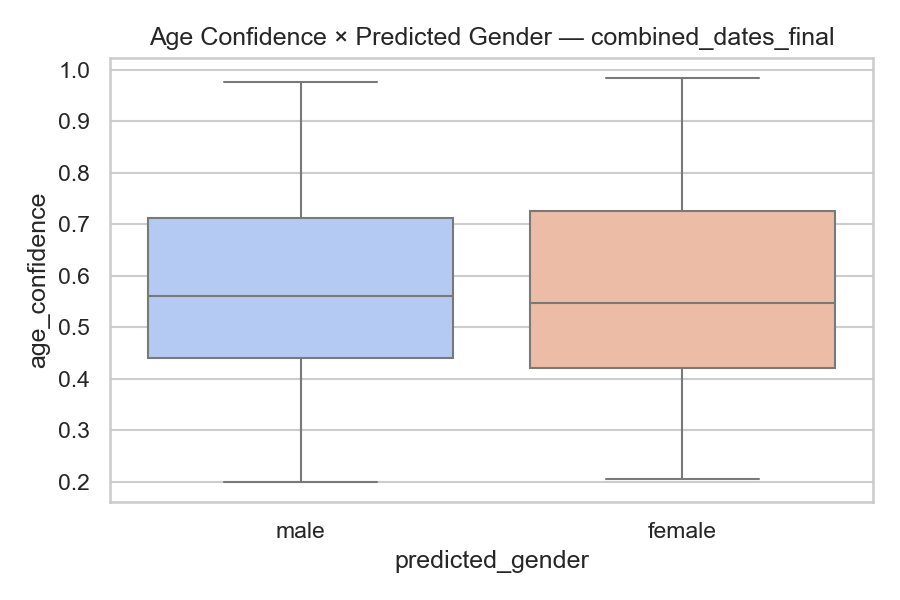 Age Confidence × Predicted Gender — combined_dates_final
1.0
0.9
0.8
0.7
0.6
0.5
0.4
0.3
0.2
age_confidence
male female
predicted_gender